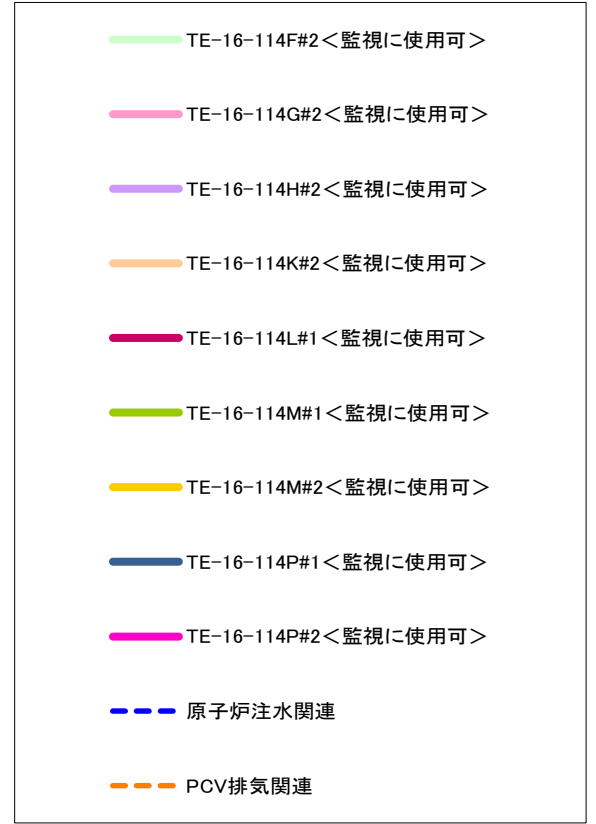 TE-16-114F#2＜監視に使用可＞
TE-16-114G#2＜監視に使用可＞
TE-16-114H#2＜監視に使用可＞
TE-16-114K#2＜監視に使用可＞
TE-16-114L#1＜監視に使用可＞
TE-16-114M#1＜監視に使用可＞
TE-16-114M#2＜監視に使用可＞
TE-16-114P#1＜監視に使用可＞
TE-16-114P#2＜監視に使用可＞
原子炉注水関連
PCV排気関連